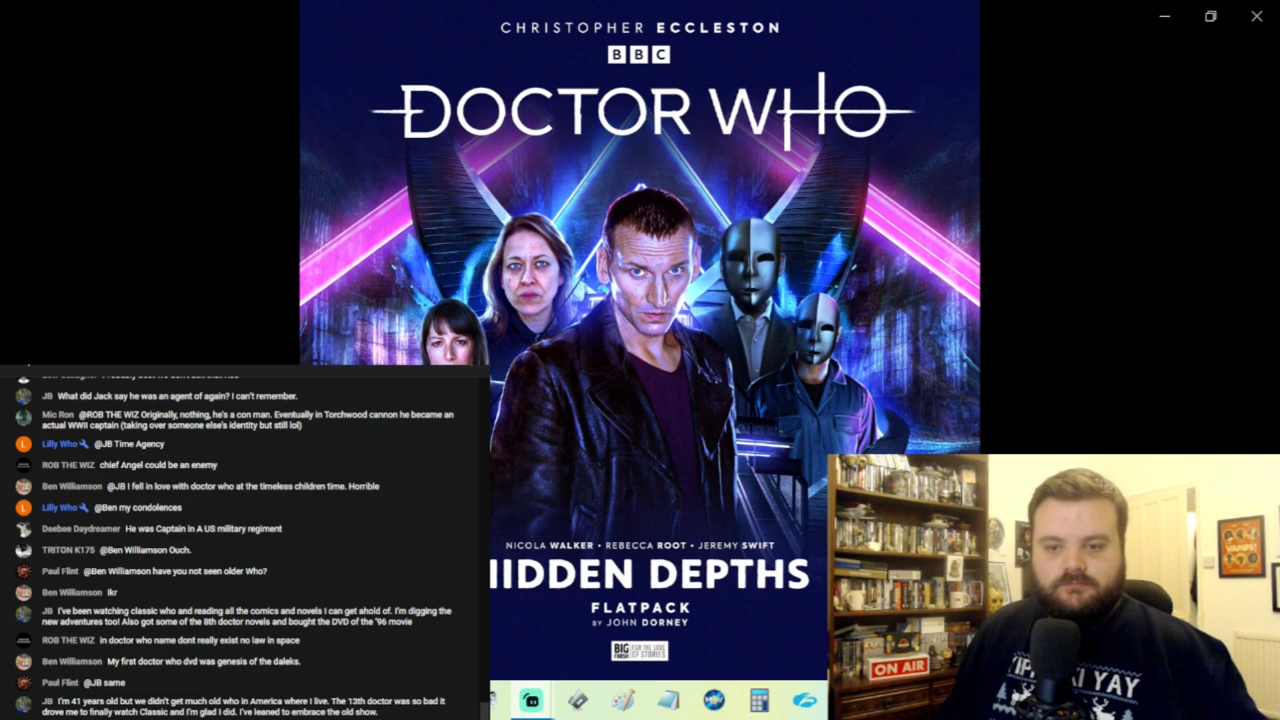 CHRISTOPHER ECCLESTON
BBC
DOCTOR WHO
NICOLA WALKER • REBECCA ROOT • JEREMY SWIFT
HIDDEN DEPTHS
FLATPACK
BY JOHN DORNEY
BIG FINISH FOR THE LOVE OF STORIES
JB What did Jack say he was an agent of again? I can't remember.
Mic Ron @ROB THE WIZ Originally, nothing, he's a con man. Eventually in Torchwood cannon he became an
actual WWII captain (taking over someone else's identity but still lol)
Lilly Who @JB Time Agency
ROB THE WIZ chief Angel could be an enemy
Ben Williamson @JB I fell in love with doctor who at the timeless children time. Horrible
Lilly Who @Ben my condolences
Deebee Daydreamer He was Captain in A US military regiment
TRITON K175 @Ben Williamson Ouch.
Paul Flint @Ben Williamson have you not seen older Who?
Ben Williamson Ikr
JB I've been watching classic who and reading all the comics and novels I can get ahold of. I'm digging the
new adventures too! Also got some of the 8th doctor novels and bought the DVD of the '96 movie
ROB THE WIZ in doctor who name dont really exist no law in space
Ben Williamson My first doctor who dvd was genesis of the daleks.
Paul Flint @JB same
JB I'm 41 years old but we didn't get much old who in America where I live. The 13th doctor was so bad it
drove me to finally watch Classic and I'm glad I did. I've leaned to embrace the old show.
VAMPS!
ON AIR
YIPPI KI YAY